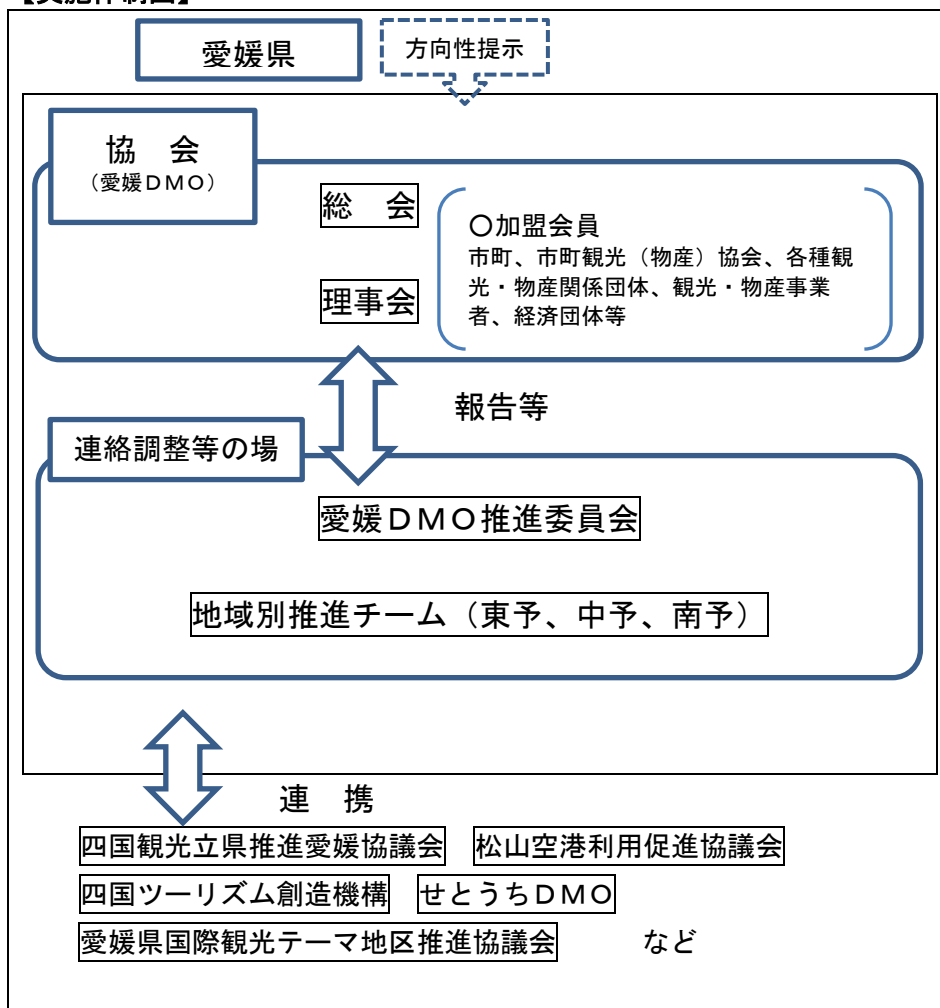 【実施体制図】
愛媛県
方向性提示
協　会
（愛媛ＤＭＯ）
総　会
〇加盟会員
市町、市町観光（物産）協会、各種観
光・物産関係団体、観光・物産事業
者、経済団体等
理事会
報告等
連絡調整等の場
愛媛ＤＭＯ推進委員会
地域別推進チーム（東予、中予、南予）
連　携
四国観光立県推進愛媛協議会　松山空港利用促進協議会
四国ツーリズム創造機構　せとうちＤＭＯ
愛媛県国際観光テーマ地区推進協議会　など